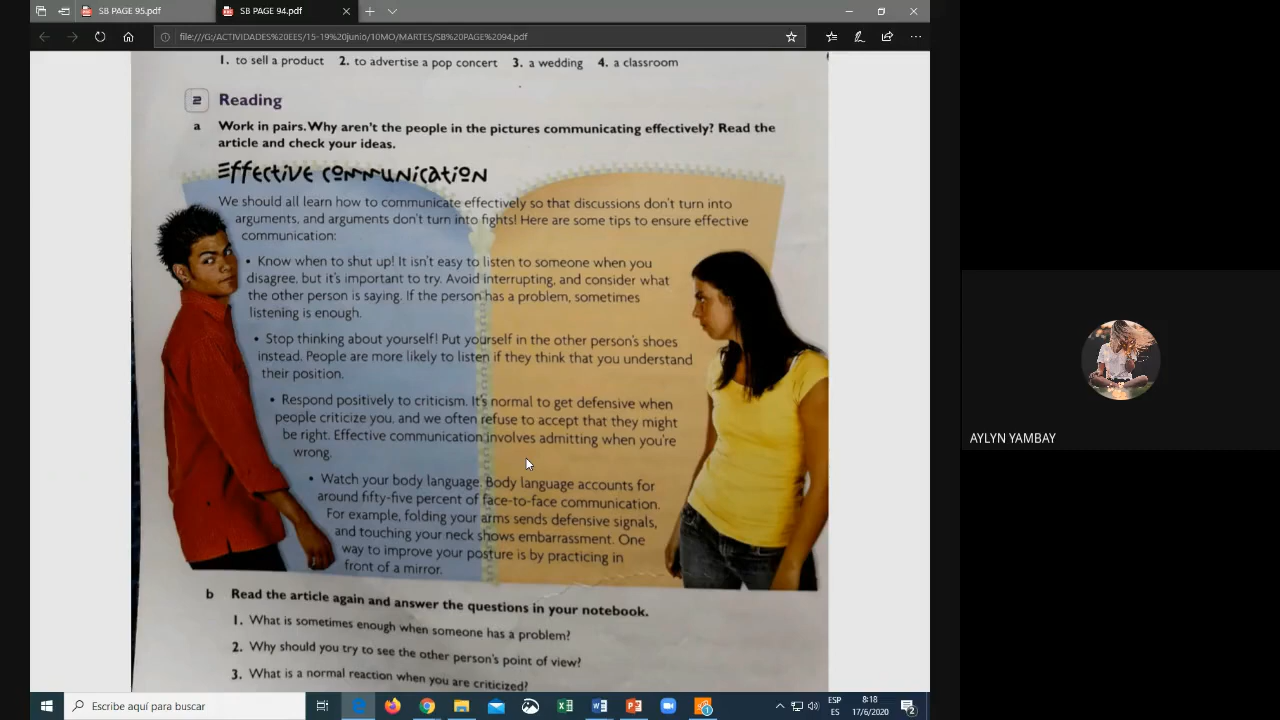 SB PAGE 95.pdf
SB PAGE 94.pdf
file:///G:/ACTIVIDADES%20EES/15-19%20junio/10MO/MARTES/SB%20PAGE%2094.pdf
1. to sell a product 2. to advertise a pop concert 3. a wedding 4. a classroom
2 Reading
a Work in pairs. Why aren't the people in the pictures communicating effectively? Read the
article and check your ideas.
Effective communication
We should all learn how to communicate effectively so that discussions don't turn into
arguments, and arguments don't turn into fights! Here are some tips to ensure effective
communication:
• Know when to shut up! It isn't easy to listen to someone when you
disagree, but it's important to try. Avoid interrupting, and consider what
the other person is saying. If the person has a problem, sometimes
listening is enough.
• Stop thinking about yourself! Put yourself in the other person's shoes
instead. People are more likely to listen if they think that you understand
their position.
• Respond positively to criticism. It's normal to get defensive when
people criticize you, and we often refuse to accept that they might
be right. Effective communication involves admitting when you're
wrong.
• Watch your body language. Body language accounts for
around fifty-five percent of face-to-face communication.
For example, folding your arms sends defensive signals,
and touching your neck shows embarrassment. One
way to improve your posture is by practicing in
front of a mirror.
b Read the article again and answer the questions in your notebook.
1. What is sometimes enough when someone has a problem?
2. Why should you try to see the other person's point of view?
3. What is a normal reaction when you are criticized?
AYLYN YAMBAY
Escribe aquí para buscar
ESP
ES
8:18
17/6/2020
2